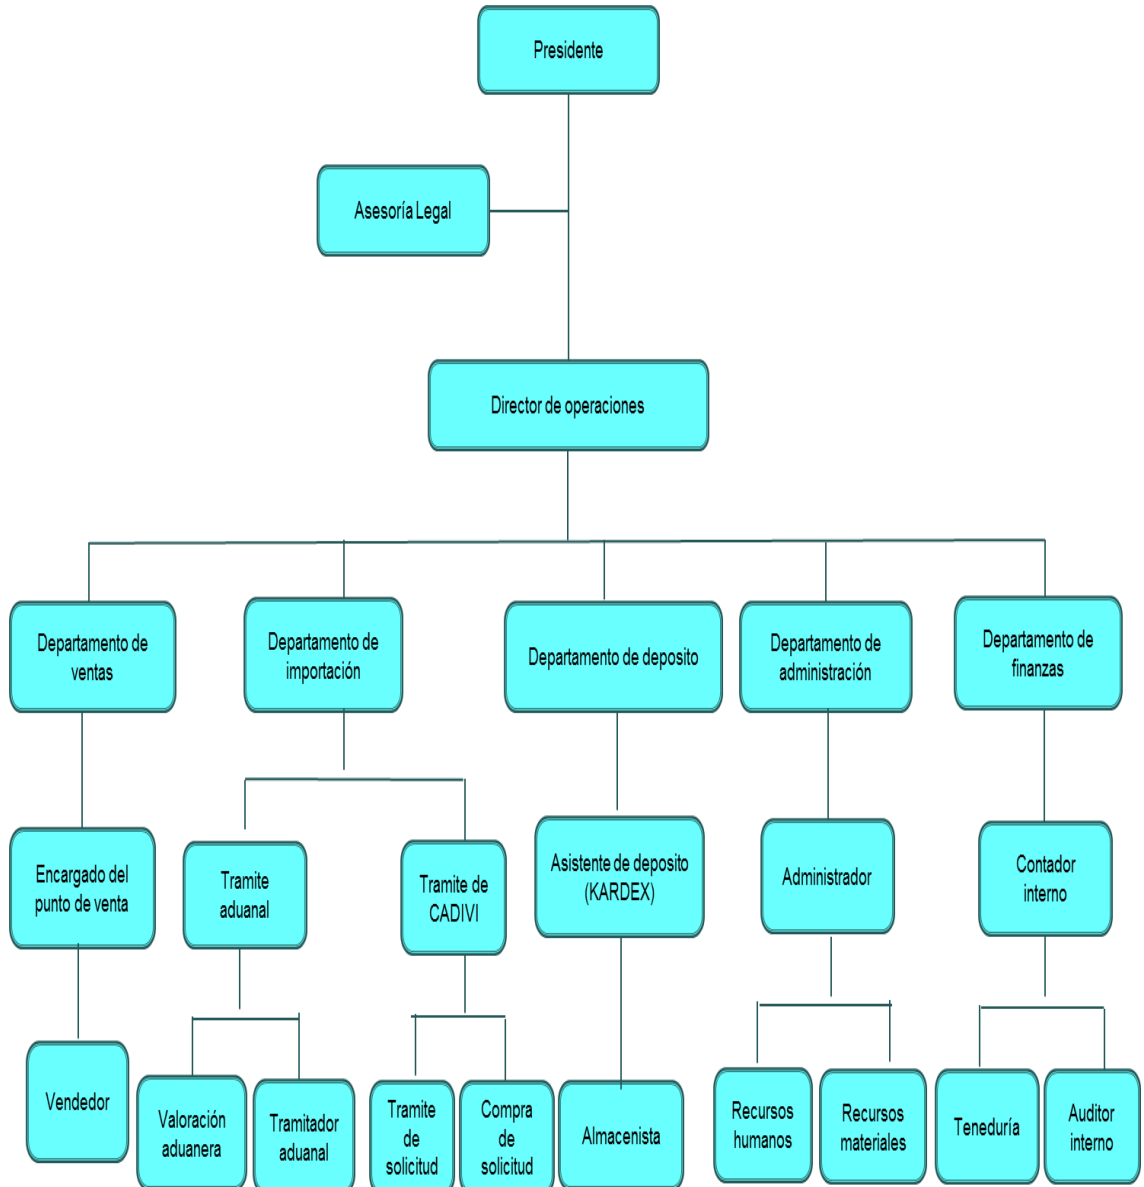 Presidente
Asesoría Legal
Director de operaciones
Departamento de
ventas
Departamento de
importación
Departamento de deposito
Departamento de
administración
Departamento de
finanzas
Encargado del
punto de venta
Tramite
aduanal
Tramite de
CADIVI
Asistente de deposito
(KARDEX)
Administrador
Contador
interno
Vendedor
Valoración
aduanera
Tramitador
aduanal
Tramite
de
solicitud
Compra
de
solicitud
Almacenista
Recursos
humanos
Recursos
materiales
Teneduría
Auditor
interno